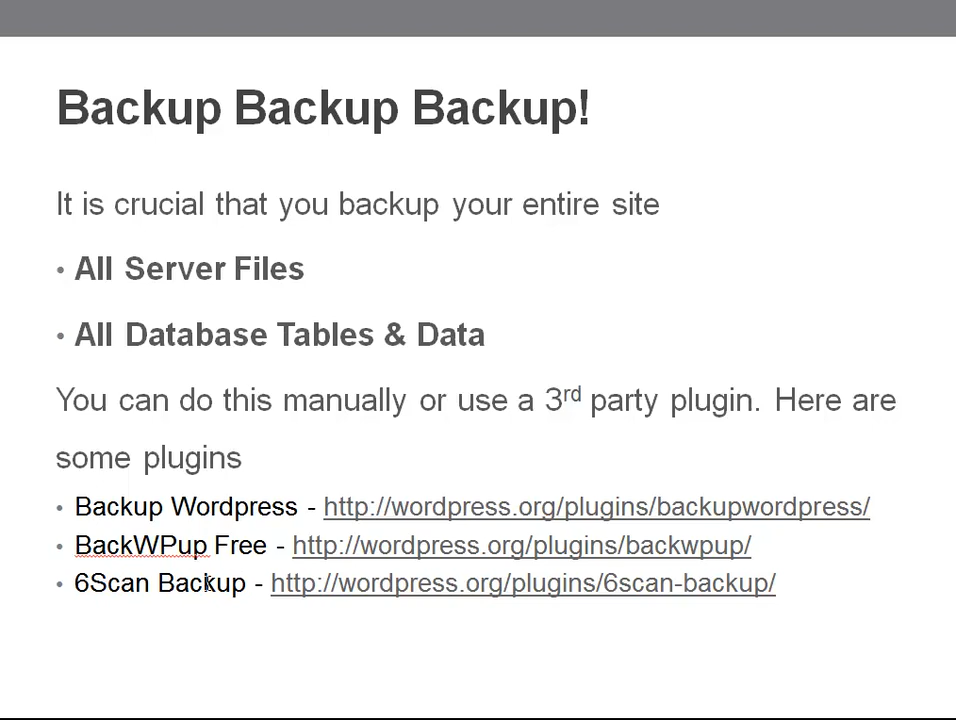 Backup Backup Backup!
It is crucial that you backup your entire site
• All Server Files
• All Database Tables & Data
You can do this manually or use a 3rd party plugin. Here are
some plugins
• Backup Wordpress - http://wordpress.org/plugins/backupwordpress/
• BackWPup Free - http://wordpress.org/plugins/backwpup/
• 6Scan Backup - http://wordpress.org/plugins/6scan-backup/